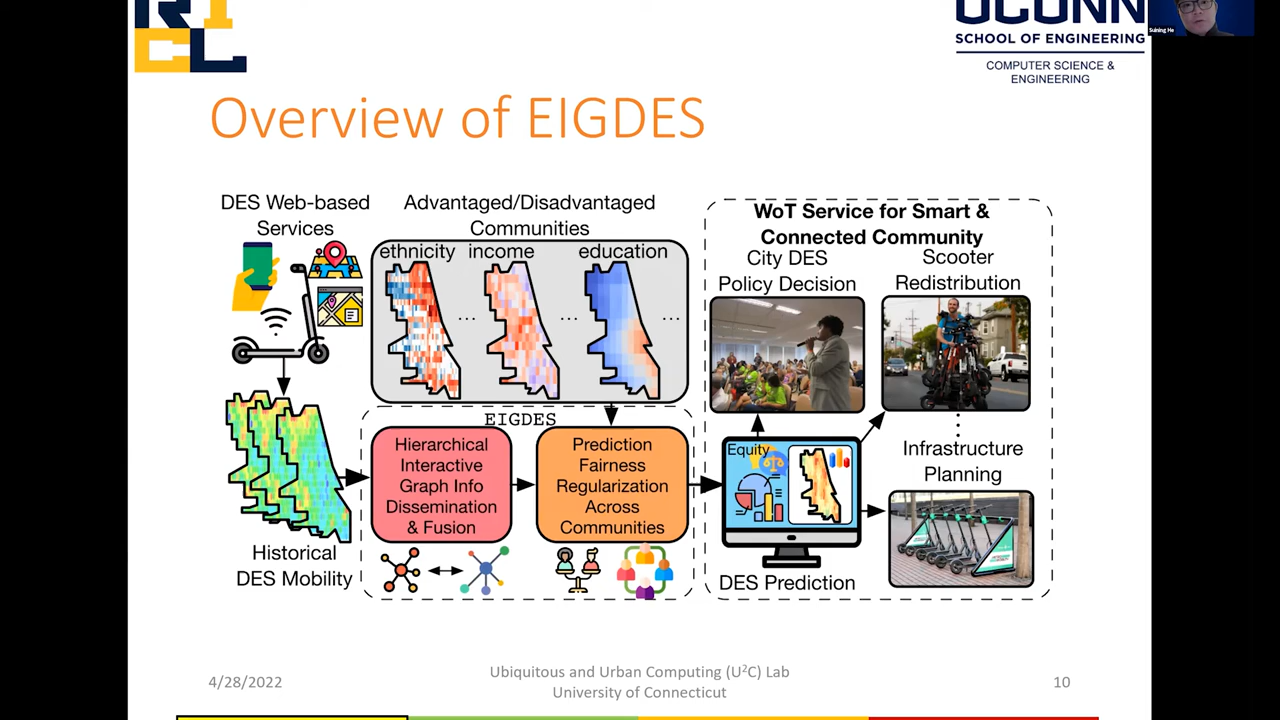 RICL
UCONN
SCHOOL OF ENGINEERING
COMPUTER SCIENCE &
ENGINEERING
Suining He
Overview of EIGDES
DES Web-based
Services
Advantaged/Disadvantaged
Communities
ethnicity income education
... ... ...
WoT Service for Smart &
Connected Community
City DES
Policy Decision
Scooter
Redistribution
EIGDES
Hierarchical
Interactive
Graph Info
Dissemination
& Fusion
Prediction
Fairness
Regularization
Across
Communities
Equity
Infrastructure
Planning
Historical
DES Mobility
DES Prediction
4/28/2022
Ubiquitous and Urban Computing (U²C) Lab
University of Connecticut
10